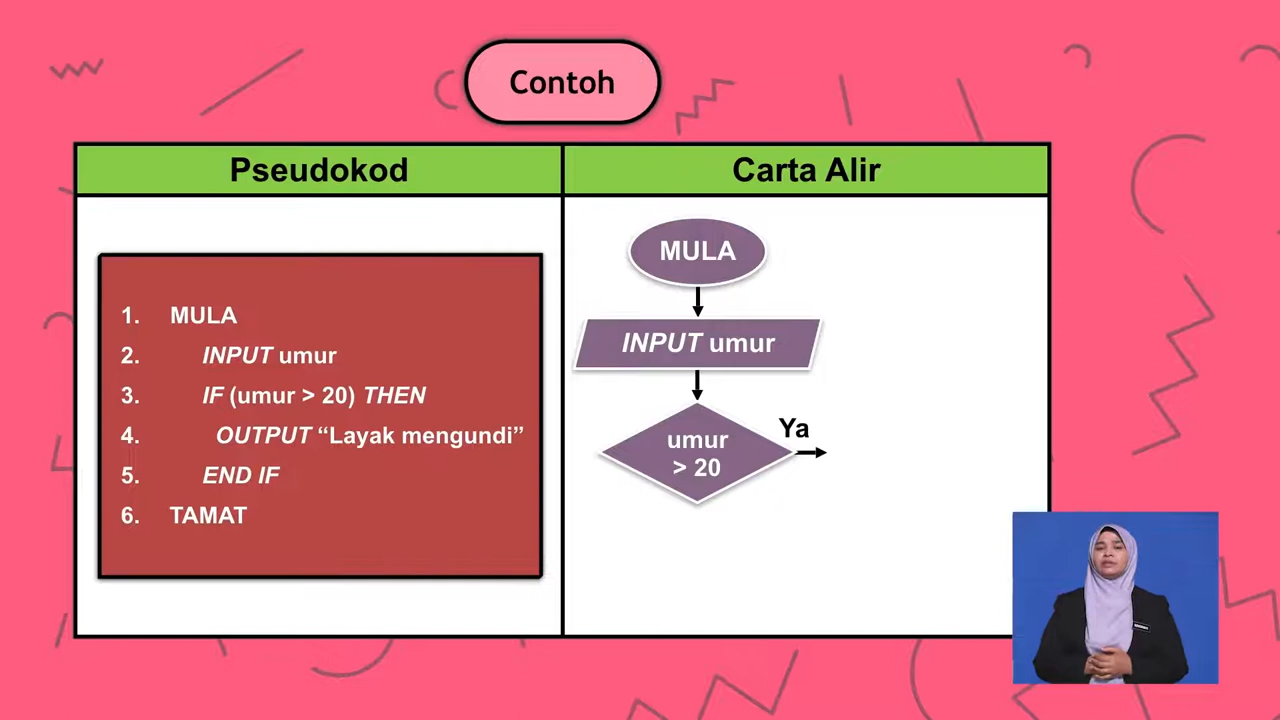 Contoh
Pseudokod
Carta Alir
1. MULA
2. INPUT umur
3. IF (umur > 20) THEN
4. OUTPUT “Layak mengundi”
5. END IF
6. TAMAT
MULA
INPUT umur
umur
> 20
Ya